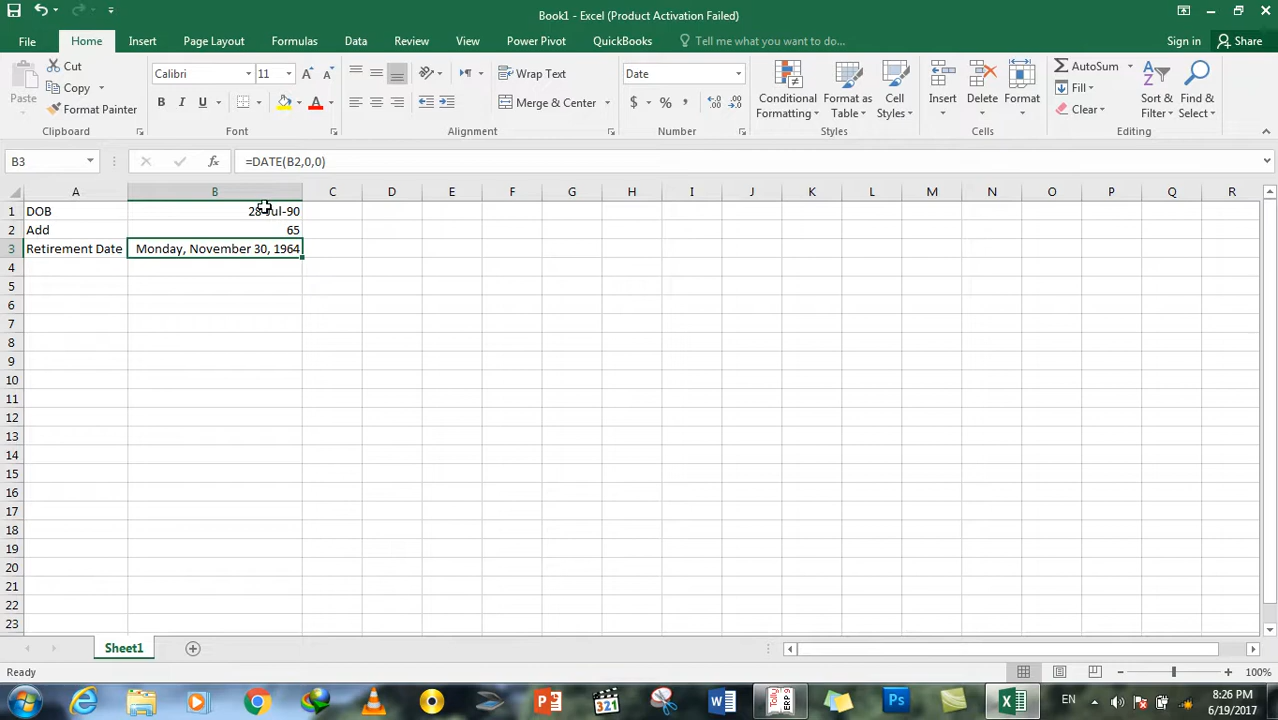 Book1 - Excel (Product Activation Failed)
File Home Insert Page Layout Formulas Data Review View Power Pivot QuickBooks Tell me what you want to do... Sign in Share
Paste
Cut
Copy
Format Painter
Clipboard
Calibri 11
B I U A
Font
Wrap Text
Merge & Center
Alignment
Date
$ % ,
Number
Conditional Formatting
Format as Table
Cell Styles
Styles
Insert Delete Format
Cells
AutoSum
Fill
Clear
Sort & Filter
Find & Select
Editing
B3 fx =DATE(B2,0,0)
A B C D E F G H I J K L M N O P Q R
1 DOB 28-Jul-90
2 Add 65
3 Retirement Date Monday, November 30, 1964
4
5
6
7
8
9
10
11
12
13
14
15
16
17
18
19
20
21
22
23
Sheet1
Ready 100%
EN 8:26 PM
6/19/2017